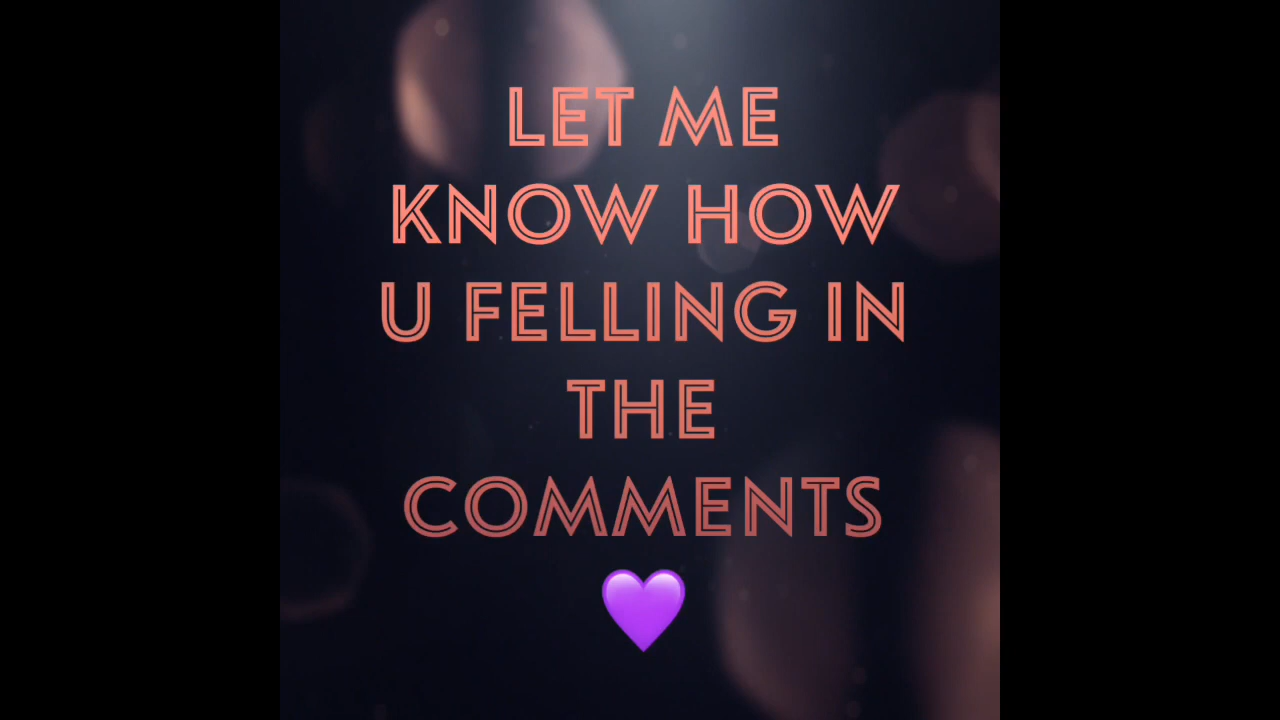 LET ME
KNOW HOW
U FELLING IN
THE
COMMENTS
💜